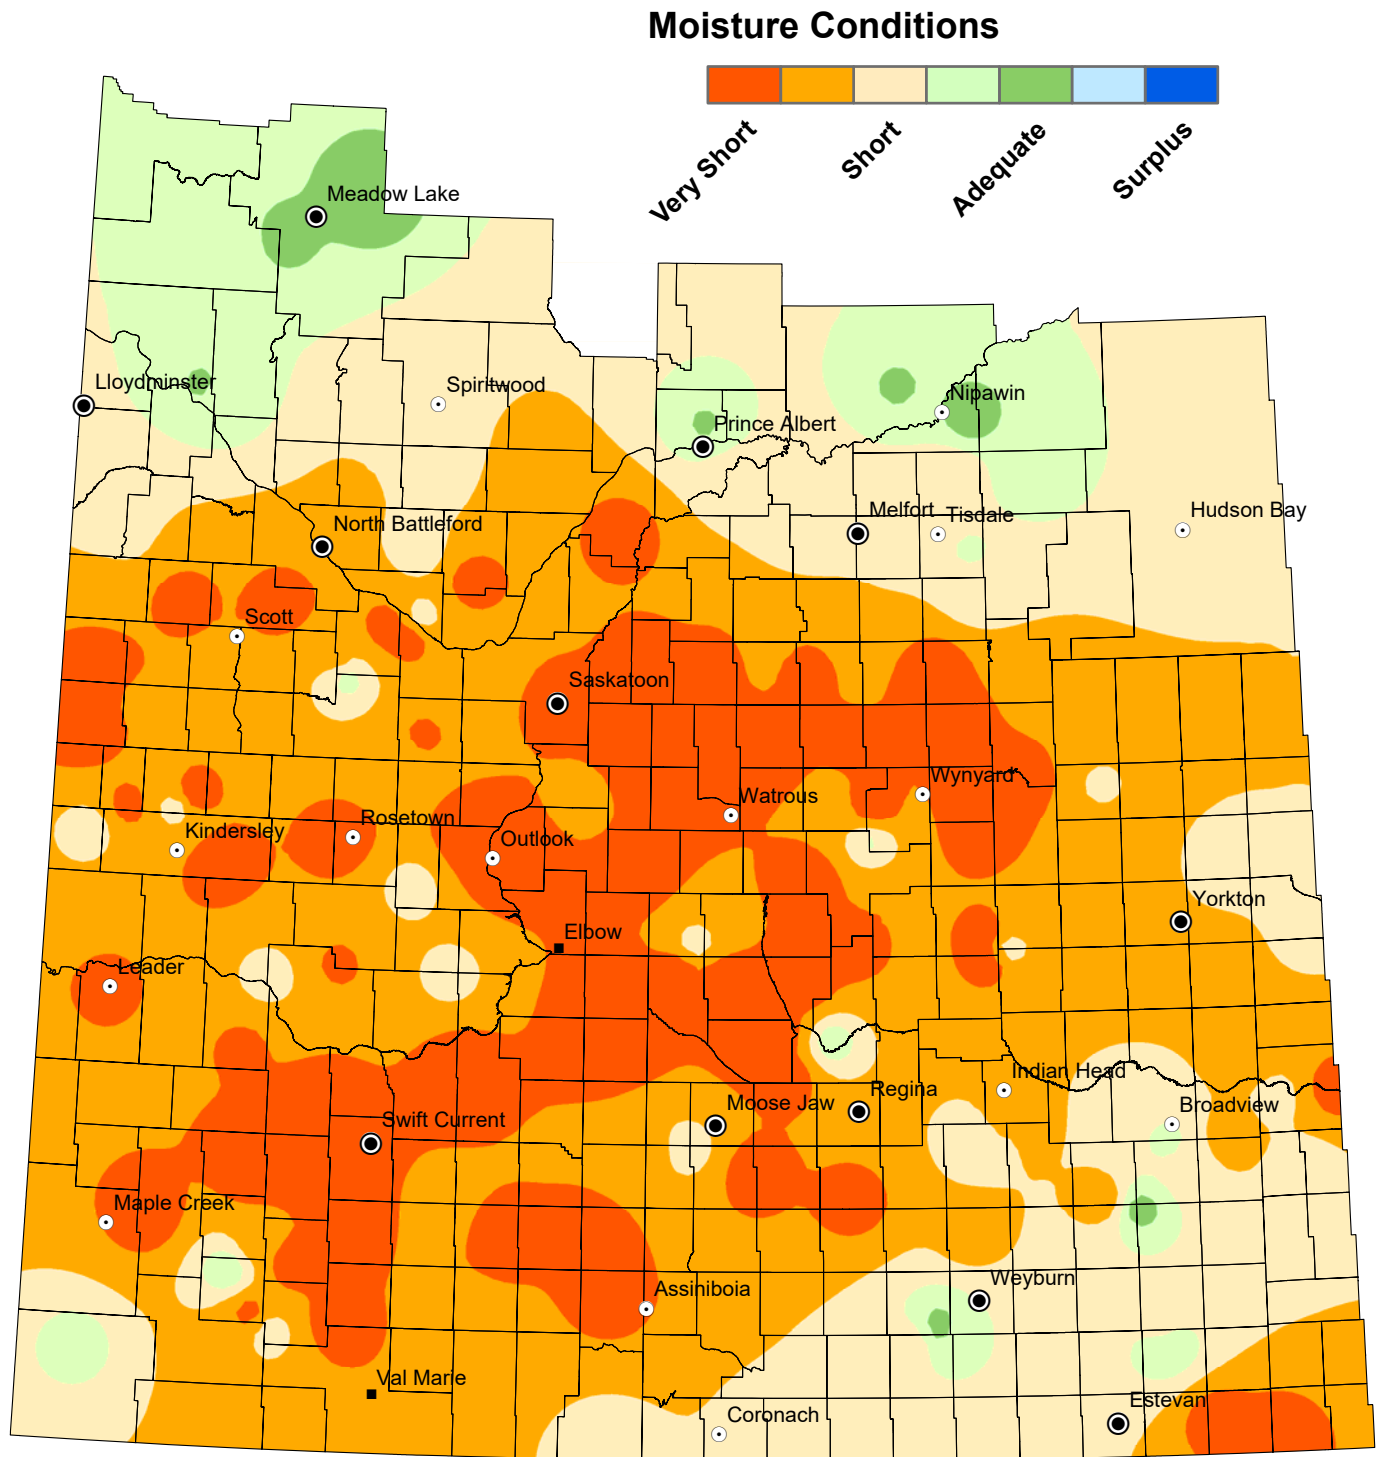 Moisture Conditions
Very Short
Short
Adequate
Surplus
Meadow Lake
Lloydminster
Spiritwood
Nipawin
Prince Albert
Melfort
Tisdale
Hudson Bay
North Battleford
Scott
Saskatoon
Wynyard
Watrous
Rosetown
Kindersley
Outlook
Yorkton
Elbow
Leader
Indian Head
Regina
Moose Jaw
Broadview
Swift Current
Maple Creek
Weyburn
Assiniboia
Val Marie
Estevan
Coronach